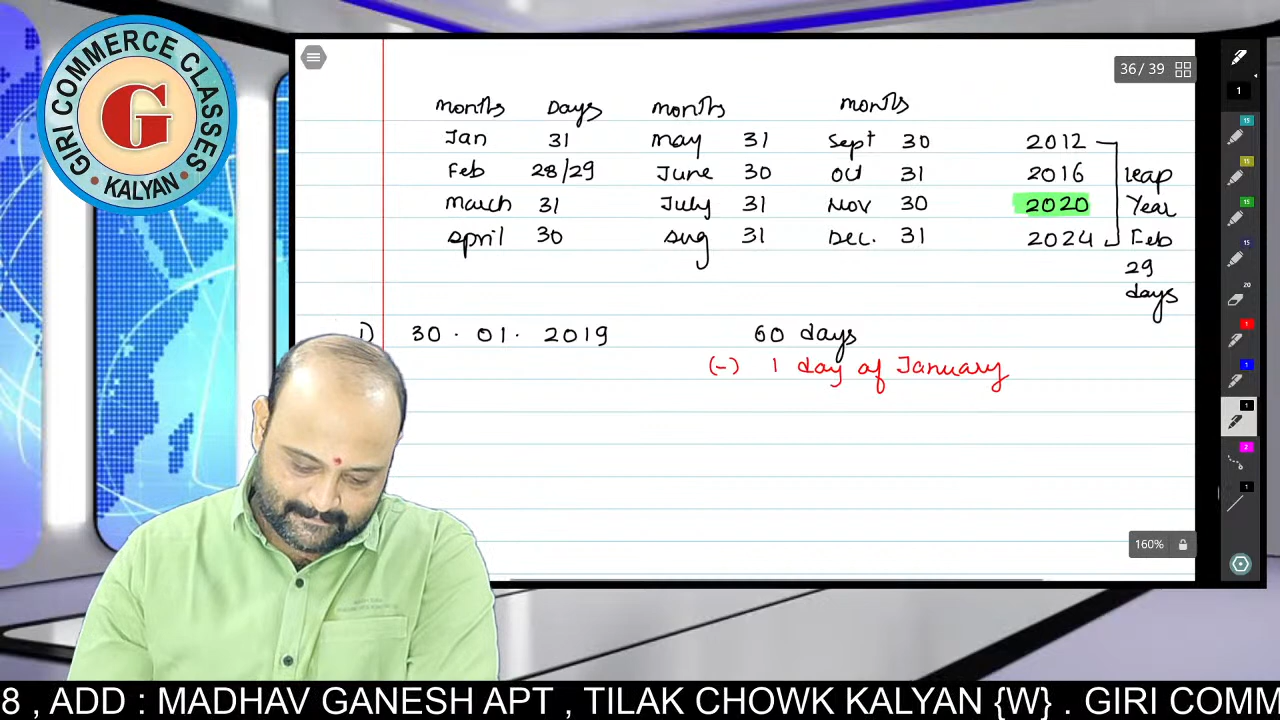 GIRI COMMERCE CLASSES
G
• KALYAN •
36 / 39
months Days months months
Jan 31 may 31 Sept 30 2012
Feb 28/29 June 30 Oct 31 2016 Leap
march 31 July 31 Nov 30 2020 Year
April 30 Aug 31 Dec. 31 2024 Feb
29
days
1) 30 · 01 · 2019 60 days
(-) 1 day of January
160%
8 , ADD : MADHAV GANESH APT , TILAK CHOWK KALYAN {W} . GIRI COMM